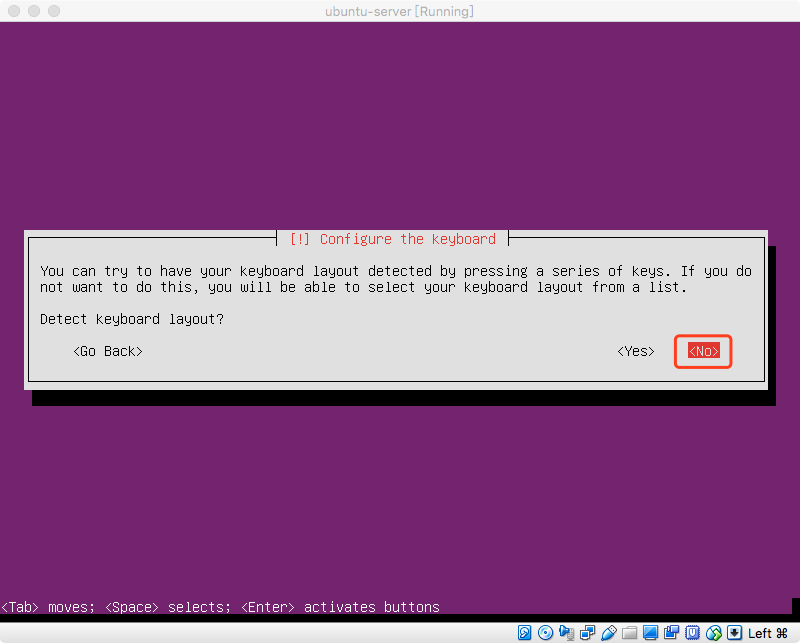 ubuntu-server [Running]
[!] Configure the keyboard
You can try to have your keyboard layout detected by pressing a series of keys. If you do
not want to do this, you will be able to select your keyboard layout from a list.
Detect keyboard layout?
<Go Back> <Yes> <No>
<Tab> moves; <Space> selects; <Enter> activates buttons
Left ⌘